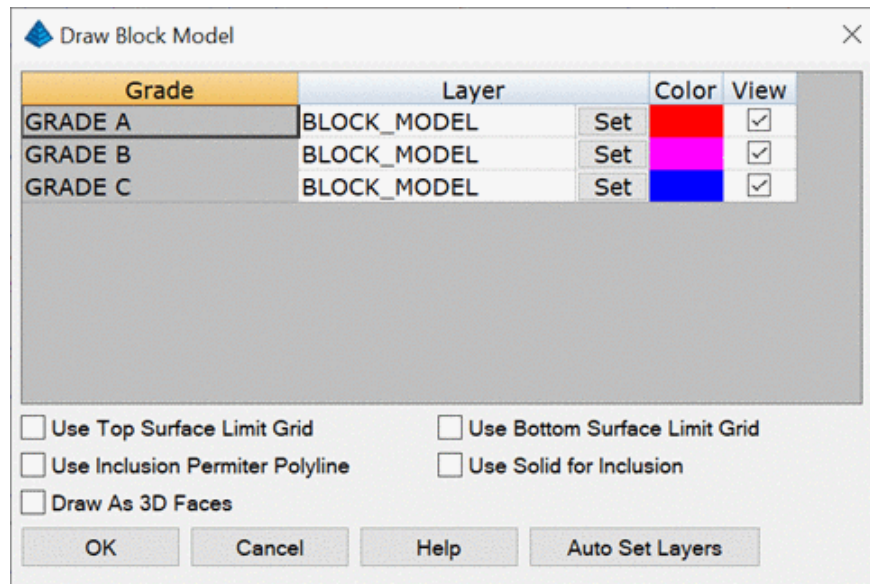 Draw Block Model
Grade Layer Color View
GRADE A BLOCK_MODEL Set
GRADE B BLOCK_MODEL Set
GRADE C BLOCK_MODEL Set
Use Top Surface Limit Grid Use Bottom Surface Limit Grid
Use Inclusion Permiter Polyline Use Solid for Inclusion
Draw As 3D Faces
OK Cancel Help Auto Set Layers